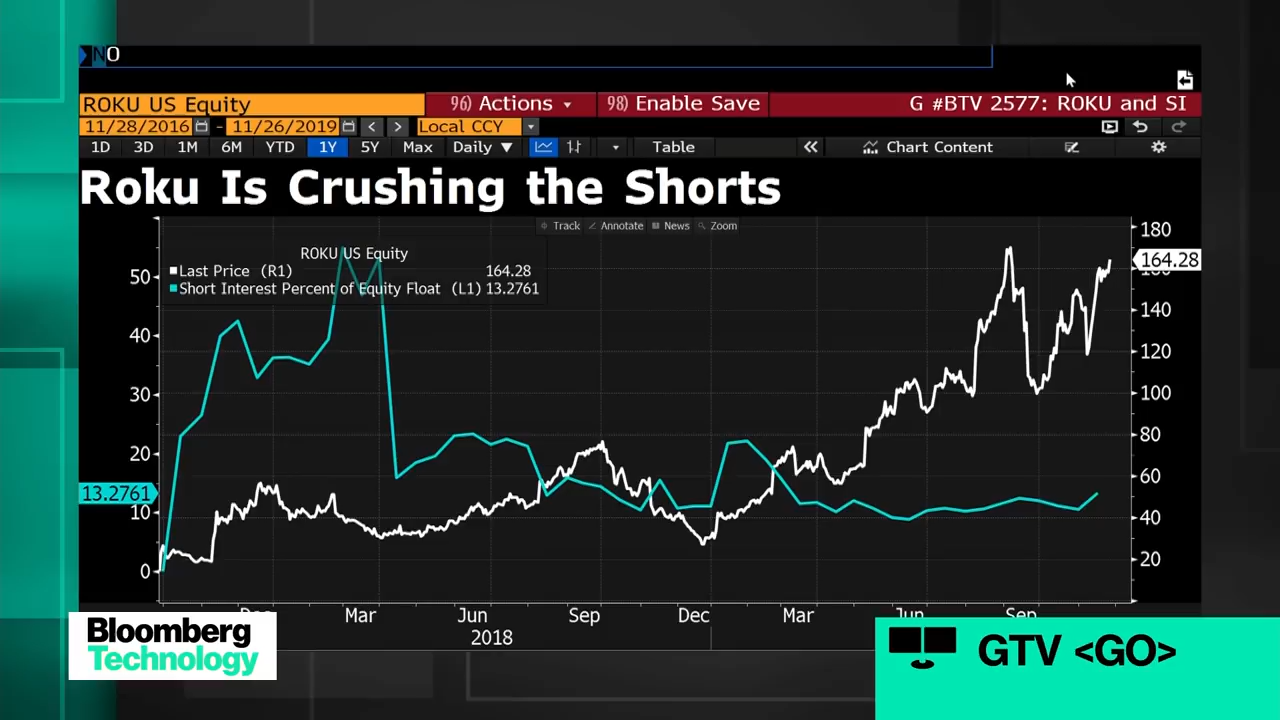 NO
ROKU US Equity 96) Actions 98) Enable Save G #BTV 2577: ROKU and SI
11/28/2016 - 11/26/2019 < > Local CCY
1D 3D 1M 6M YTD 1Y 5Y Max Daily Table « Chart Content
Roku Is Crushing the Shorts
Track Annotate News Zoom
ROKU US Equity
Last Price (R1) 164.28
Short Interest Percent of Equity Float (L1) 13.2761
50
40
30
20
13.2761
10
0
180
164.28
160
140
120
100
80
60
40
20
Dec Mar Jun Sep Dec Mar Jun Sep
2018
Bloomberg
Technology
GTV <GO>